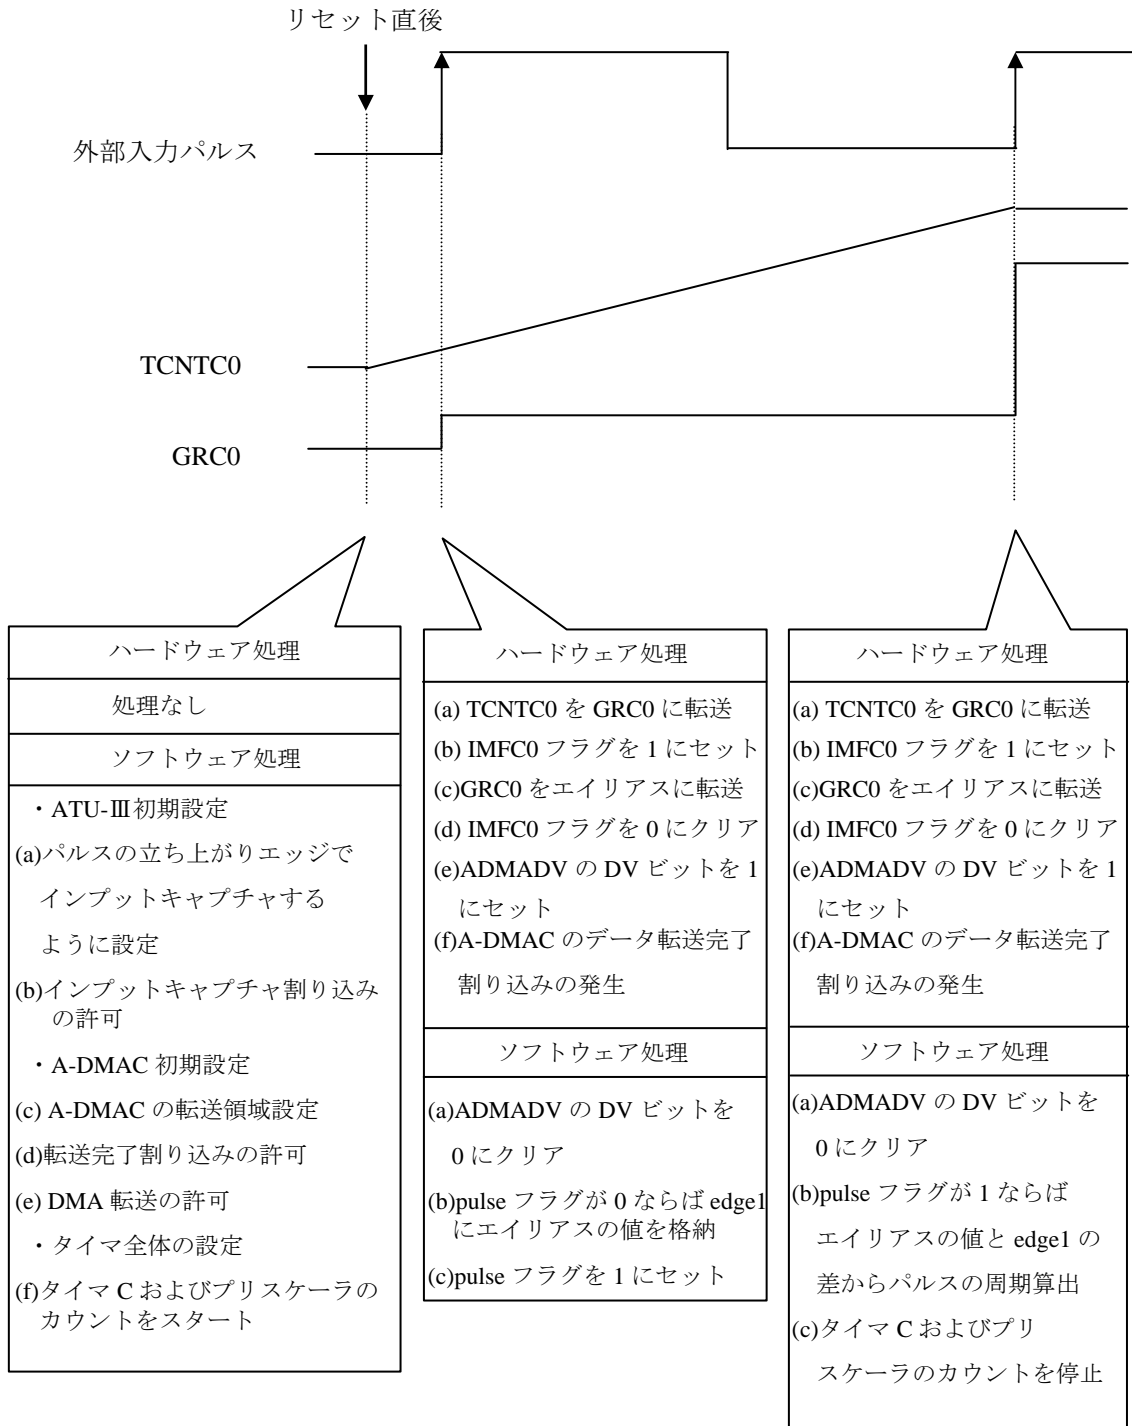 リセット直後
外部入力パルス
TCNTC0
GRC0
ハードウェア処理
処理なし
ソフトウェア処理
・ATU-Ⅲ初期設定
(a)パルスの立ち上がりエッジで
インプットキャプチャする
ように設定
(b)インプットキャプチャ割り込み
の許可
・A-DMAC 初期設定
(c) A-DMAC の転送領域設定
(d)転送完了割り込みの許可
(e) DMA 転送の許可
・タイマ全体の設定
(f)タイマ C およびプリスケーラの
カウントをスタート
ハードウェア処理
(a) TCNTC0 を GRC0 に転送
(b) IMFC0 フラグを 1 にセット
(c)GRC0 をエイリアスに転送
(d) IMFC0 フラグを 0 にクリア
(e)ADMADV の DV ビットを 1
にセット
(f)A-DMAC のデータ転送完了
割り込みの発生
ソフトウェア処理
(a)ADMADV の DV ビットを
0 にクリア
(b)pulse フラグが 0 ならば edge1
にエイリアスの値を格納
(c)pulse フラグを 1 にセット
ハードウェア処理
(a) TCNTC0 を GRC0 に転送
(b) IMFC0 フラグを 1 にセット
(c)GRC0 をエイリアスに転送
(d) IMFC0 フラグを 0 にクリア
(e)ADMADV の DV ビットを 1
にセット
(f)A-DMAC のデータ転送完了
割り込みの発生
ソフトウェア処理
(a)ADMADV の DV ビットを
0 にクリア
(b)pulse フラグが 1 ならば
エイリアスの値と edge1 の
差からパルスの周期算出
(c)タイマ C およびプリ
スケーラのカウントを停止